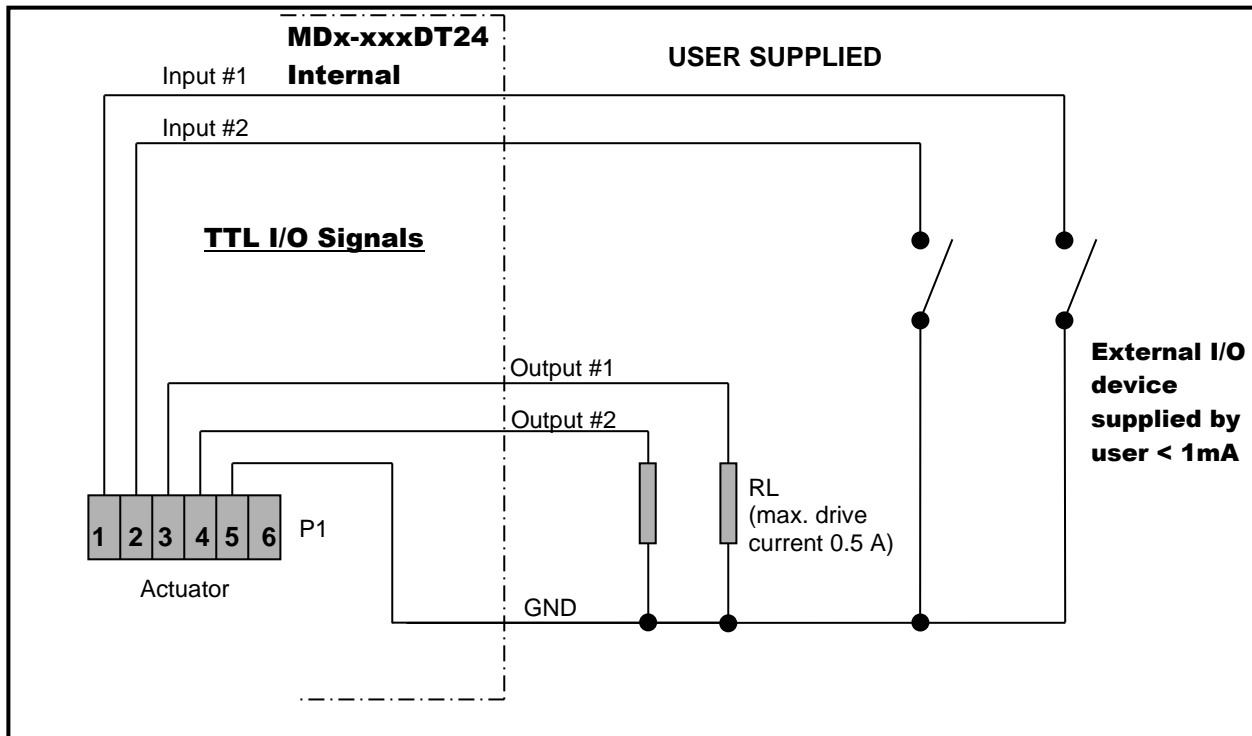 MDx-xxxDT24
Internal
USER SUPPLIED
Input #1
Input #2
TTL I/O Signals
Output #1
Output #2
External I/O
device
supplied by
user < 1mA
RL
(max. drive
current 0.5 A)
1 2 3 4 5 6
P1
Actuator
GND